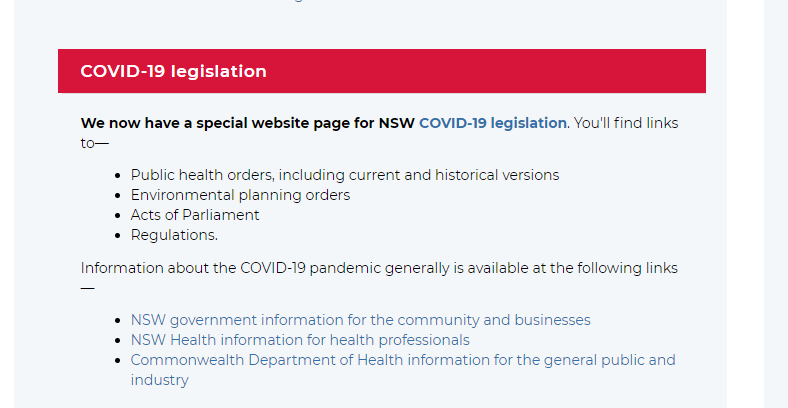 COVID-19 legislation
We now have a special website page for NSW COVID-19 legislation. You'll find links
to—
Public health orders, including current and historical versions
Environmental planning orders
Acts of Parliament
Regulations.
Information about the COVID-19 pandemic generally is available at the following links
—
NSW government information for the community and businesses
NSW Health information for health professionals
Commonwealth Department of Health information for the general public and
industry